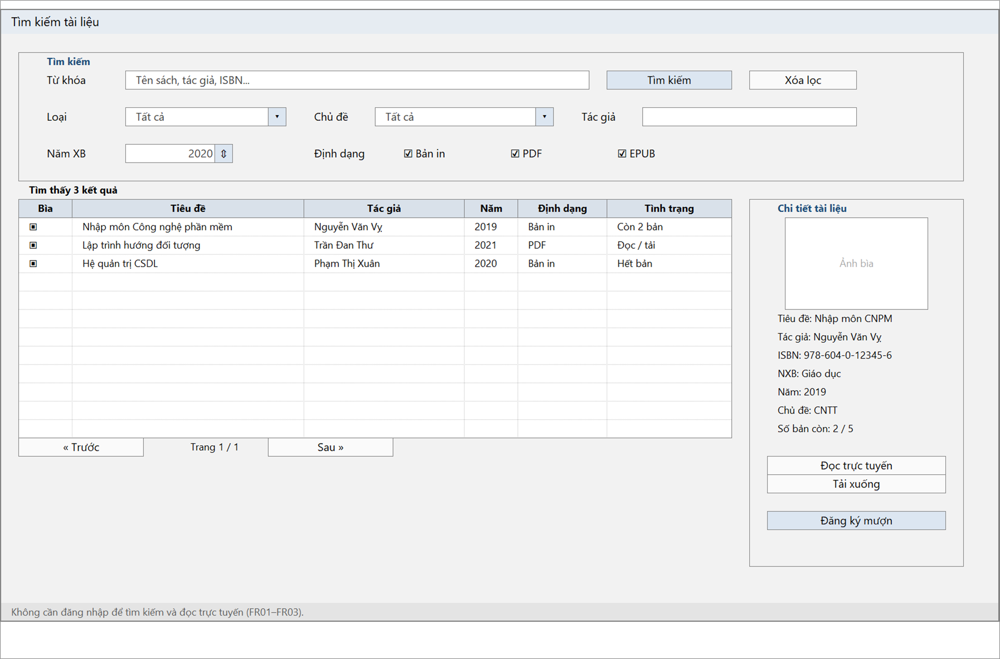 Tìm kiếm tài liệu
Tìm kiếm
Từ khóa Tên sách, tác giả, ISBN... Tìm kiếm Xóa lọc
Loại Tất cả Chủ đề Tất cả Tác giả
Năm XB 2020 Định dạng ☑ Bản in ☑ PDF ☑ EPUB
Tìm thấy 3 kết quả
Bìa Tiêu đề Tác giả Năm Định dạng Tình trạng
Nhập môn Công nghệ phần mềm Nguyễn Văn Vỵ 2019 Bản in Còn 2 bản
Lập trình hướng đối tượng Trần Đan Thư 2021 PDF Đọc / tải
Hệ quản trị CSDL Phạm Thị Xuân 2020 Bản in Hết bản
« Trước Trang 1 / 1 Sau »
Chi tiết tài liệu
Ảnh bìa
Tiêu đề: Nhập môn CNPM
Tác giả: Nguyễn Văn Vỵ
ISBN: 978-604-0-12345-6
NXB: Giáo dục
Năm: 2019
Chủ đề: CNTT
Số bản còn: 2 / 5
Đọc trực tuyến
Tải xuống
Đăng ký mượn
Không cần đăng nhập để tìm kiếm và đọc trực tuyến (FR01–FR03).